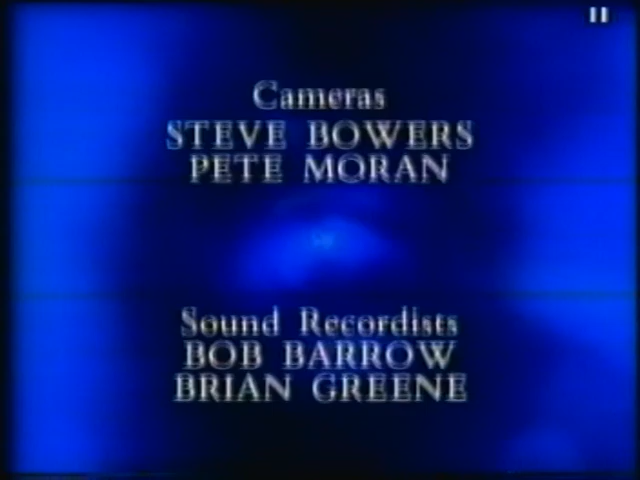 Cameras
STEVE BOWERS
PETE MORAN
Sound Recordists
BOB BARROW
BRIAN GREENE